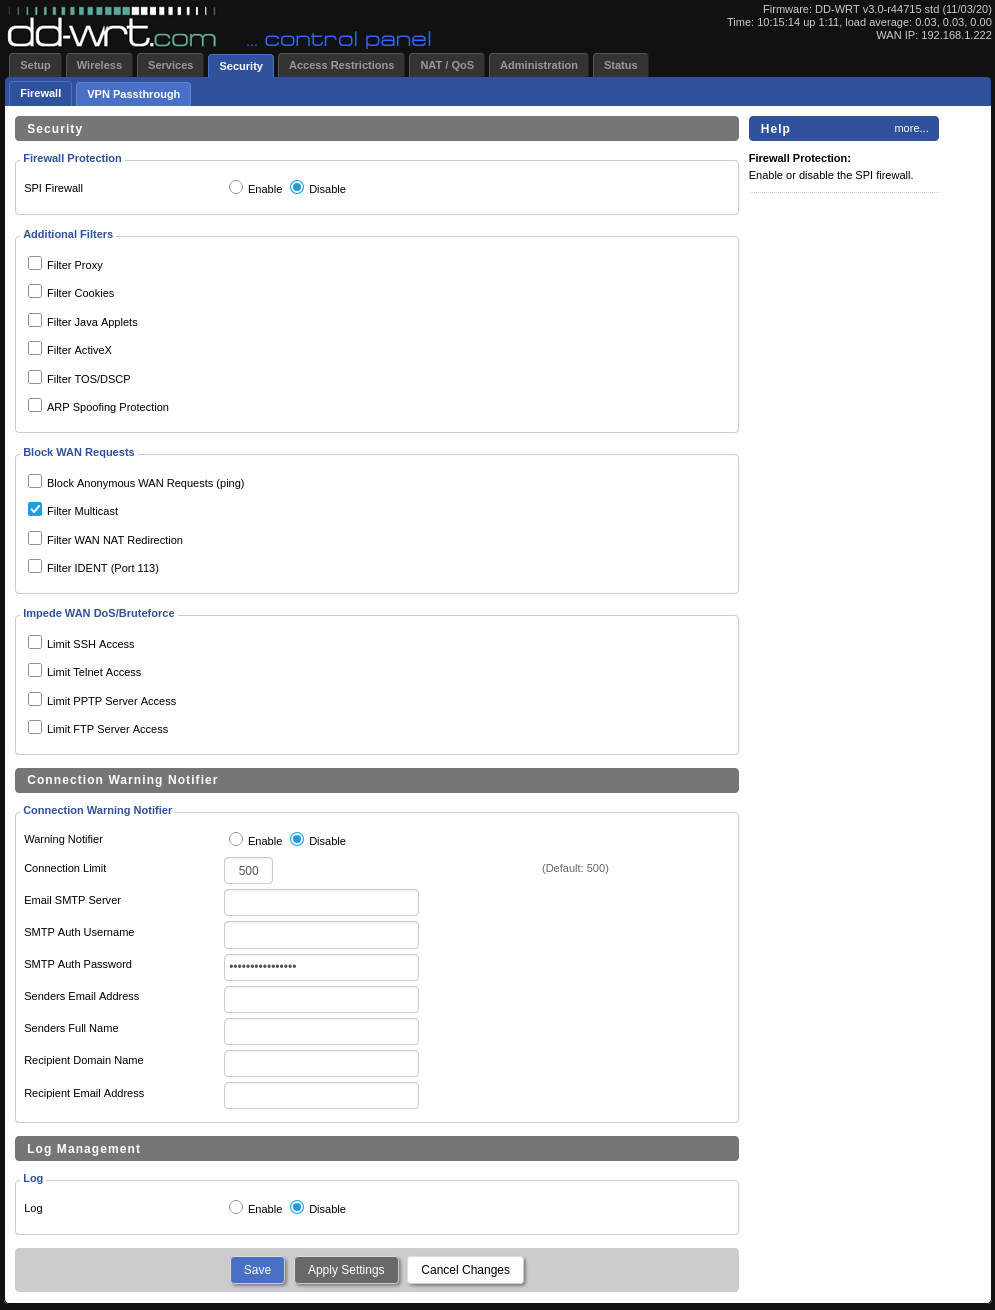 Firmware: DD-WRT v3.0-r44715 std (11/03/20)
Time: 10:15:14 up 1:11, load average: 0.03, 0.03, 0.00
WAN IP: 192.168.1.222
dd-wrt.com ... control panel
Setup Wireless Services Security Access Restrictions NAT / QoS Administration Status
Firewall VPN Passthrough
Security
Help more...
Firewall Protection
Firewall Protection:
Enable or disable the SPI firewall.
SPI Firewall Enable Disable
Additional Filters
Filter Proxy
Filter Cookies
Filter Java Applets
Filter ActiveX
Filter TOS/DSCP
ARP Spoofing Protection
Block WAN Requests
Block Anonymous WAN Requests (ping)
Filter Multicast
Filter WAN NAT Redirection
Filter IDENT (Port 113)
Impede WAN DoS/Bruteforce
Limit SSH Access
Limit Telnet Access
Limit PPTP Server Access
Limit FTP Server Access
Connection Warning Notifier
Connection Warning Notifier
Warning Notifier Enable Disable
Connection Limit 500 (Default: 500)
Email SMTP Server
SMTP Auth Username
SMTP Auth Password ••••••••••••••••
Senders Email Address
Senders Full Name
Recipient Domain Name
Recipient Email Address
Log Management
Log
Log Enable Disable
Save Apply Settings Cancel Changes